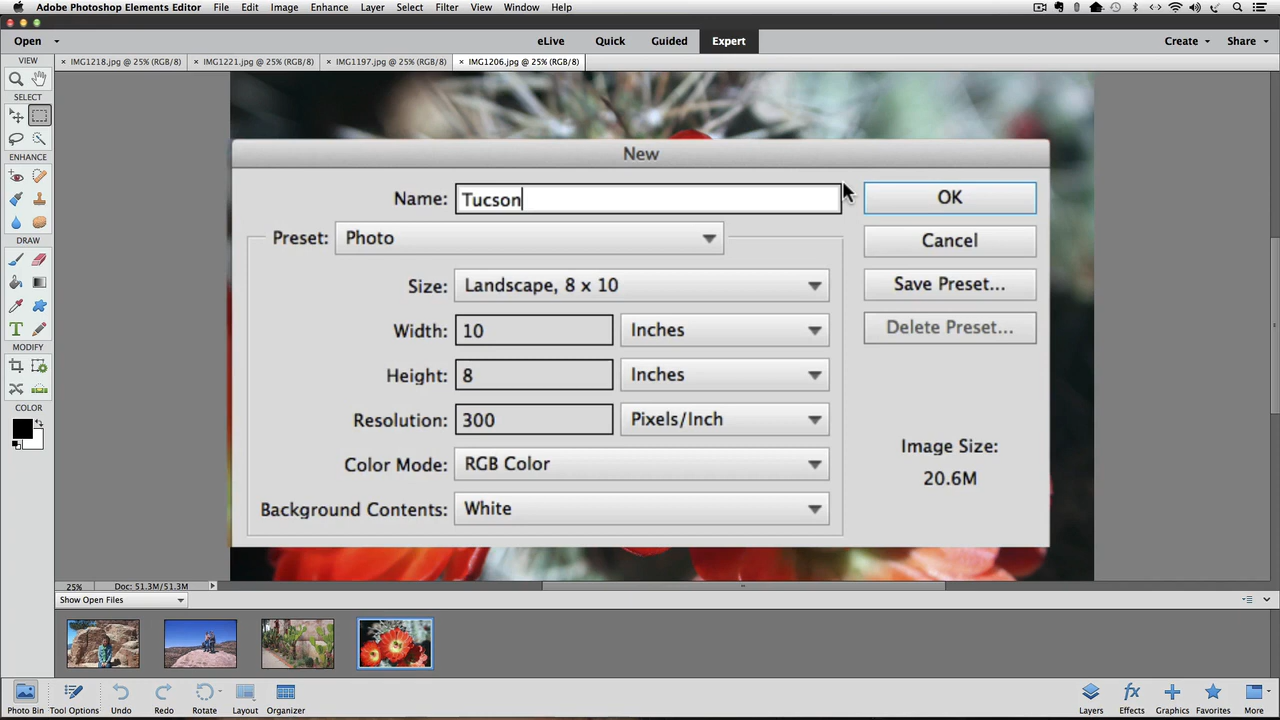 Adobe Photoshop Elements Editor File Edit Image Enhance Layer Select Filter View Window Help
Open eLive Quick Guided Expert Create Share
× IMG1218.jpg @ 25% (RGB/8) × IMG1221.jpg @ 25% (RGB/8) × IMG1197.jpg @ 25% (RGB/8) × IMG1206.jpg @ 25% (RGB/8)
VIEW
SELECT
ENHANCE
DRAW
T
MODIFY
COLOR
New
Name: Tucson OK
Preset: Photo Cancel
Size: Landscape, 8 x 10 Save Preset...
Width: 10 Inches Delete Preset...
Height: 8 Inches
Resolution: 300 Pixels/Inch
Image Size:
Color Mode: RGB Color
20.6M
Background Contents: White
25% Doc: 51.3M/51.3M
Show Open Files
fx
Photo Bin Tool Options Undo Redo Rotate Layout Organizer Layers Effects Graphics Favorites More